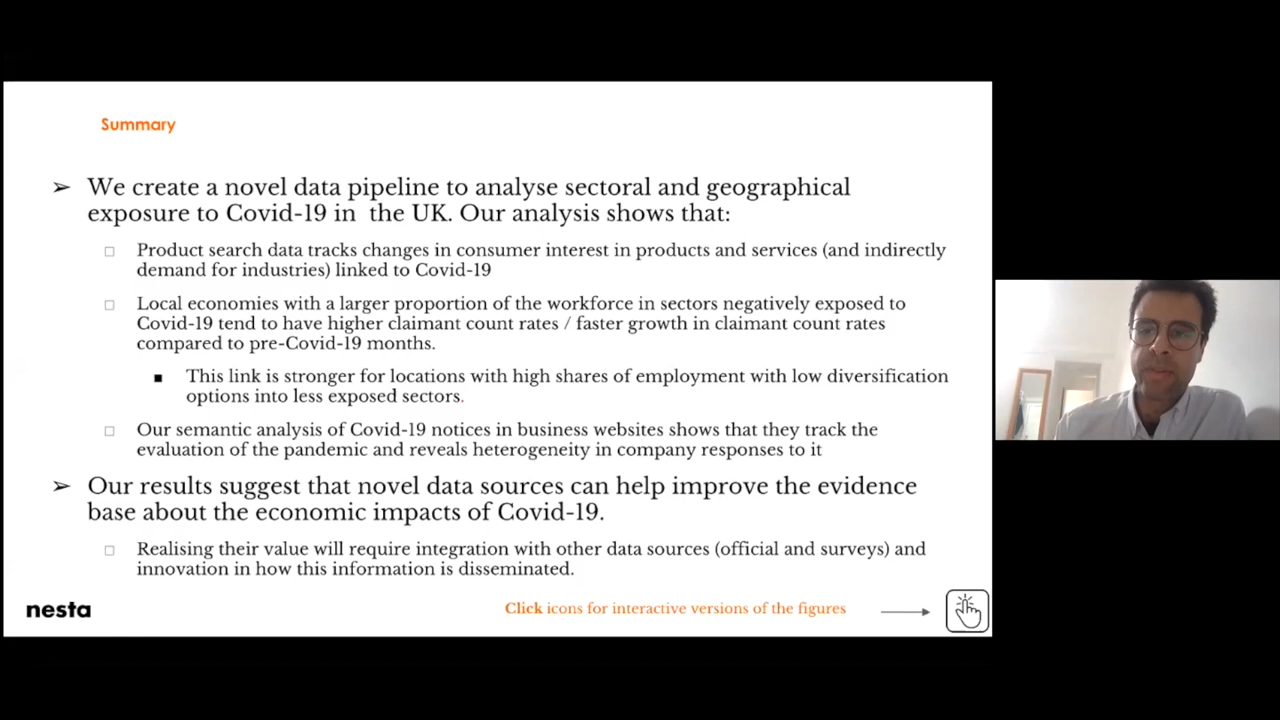 Summary
➢ We create a novel data pipeline to analyse sectoral and geographical
exposure to Covid-19 in the UK. Our analysis shows that:
□ Product search data tracks changes in consumer interest in products and services (and indirectly
demand for industries) linked to Covid-19
□ Local economies with a larger proportion of the workforce in sectors negatively exposed to
Covid-19 tend to have higher claimant count rates / faster growth in claimant count rates
compared to pre-Covid-19 months.
■ This link is stronger for locations with high shares of employment with low diversification
options into less exposed sectors.
□ Our semantic analysis of Covid-19 notices in business websites shows that they track the
evaluation of the pandemic and reveals heterogeneity in company responses to it
➢ Our results suggest that novel data sources can help improve the evidence
base about the economic impacts of Covid-19.
□ Realising their value will require integration with other data sources (official and surveys) and
innovation in how this information is disseminated.
nesta
Click icons for interactive versions of the figures